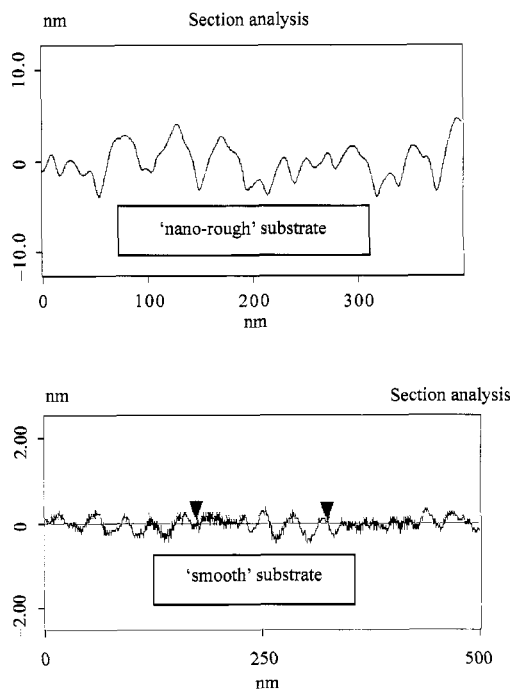 nm Section analysis
10.0
0
−10.0
'nano-rough' substrate
0 100 200 300
nm
nm Section analysis
2.00
0
−2.00
'smooth' substrate
0 250 500
nm